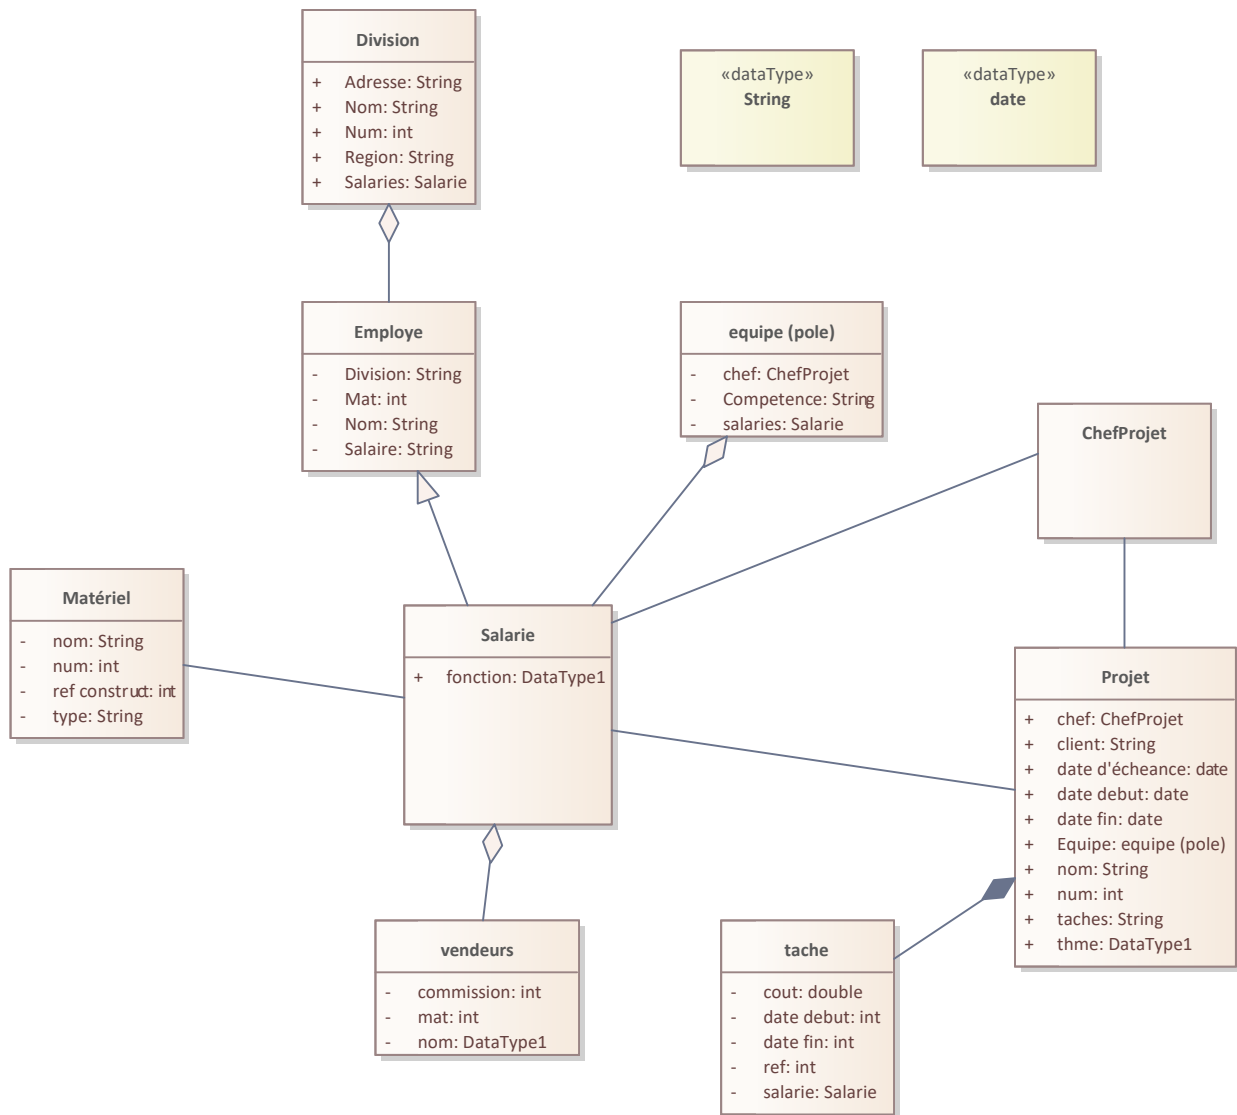 Division
+ Adresse: String
+ Nom: String
+ Num: int
+ Region: String
+ Salaries: Salarie
«dataType»
String
«dataType»
date
Employe
- Division: String
- Mat: int
- Nom: String
- Salaire: String
equipe (pole)
- chef: ChefProjet
- Competence: String
- salaries: Salarie
ChefProjet
Matériel
- nom: String
- num: int
- ref construct: int
- type: String
Salarie
+ fonction: DataType1
Projet
+ chef: ChefProjet
+ client: String
+ date d'écheance: date
+ date debut: date
+ date fin: date
+ Equipe: equipe (pole)
+ nom: String
+ num: int
+ taches: String
+ thme: DataType1
vendeurs
- commission: int
- mat: int
- nom: DataType1
tache
- cout: double
- date debut: int
- date fin: int
- ref: int
- salarie: Salarie